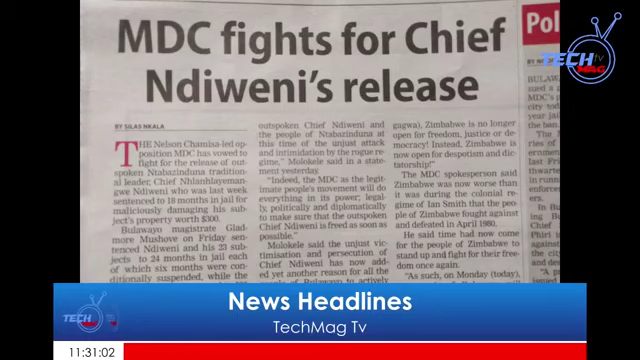 MDC fights for Chief
Ndiweni's release
BY SILAS NKALA
THE Nelson Chamisa-led op-
position MDC has vowed to
fight for the release of out-
spoken Ntabazinduna tradition-
al leader, Chief Nhlanhlayeman-
gwe Ndiweni who was last week
sentenced to 18 months in jail for
maliciously damaging his sub-
ject's property worth $300.
Bulawayo magistrate Glad-
more Mushove on Friday sen-
tenced Ndiweni and his 23 sub-
jects to 24 months in jail each
of which six months were con-
ditionally suspended, while the
outspoken Chief Ndiweni and
the people of Ntabazinduna at
this time of the unjust attack
and intimidation by the rogue re-
gime," Molokele said in a state-
ment yesterday.
"Indeed, the MDC as the legit-
imate people's movement will do
everything in its power; legal-
ly, politically and diplomatically
to make sure that the outspoken
Chief Ndiweni is freed as soon as
possible."
Molokele said the unjust vic-
timisation and persecution of
Chief Ndiweni has now add-
ed yet another reason for all the
people of Bulawayo to actively
gagwa), Zimbabwe is no longer
open for freedom, justice or de-
mocracy! Instead, Zimbabwe is
now open for despotism and dic-
tatorship!"
The MDC spokesperson said
Zimbabwe was now worse than
it was during the colonial re-
gime of Ian Smith that the peo-
ple of Zimbabwe fought against
and defeated in April 1980.
He said time had now come
for the people of Zimbabwe to
stand up and fight for their free-
dom once again.
"As such, on Monday (today),
Pol
BULAW
TECH tv
MAG
News Headlines
TechMag Tv
TECH
11:31:02